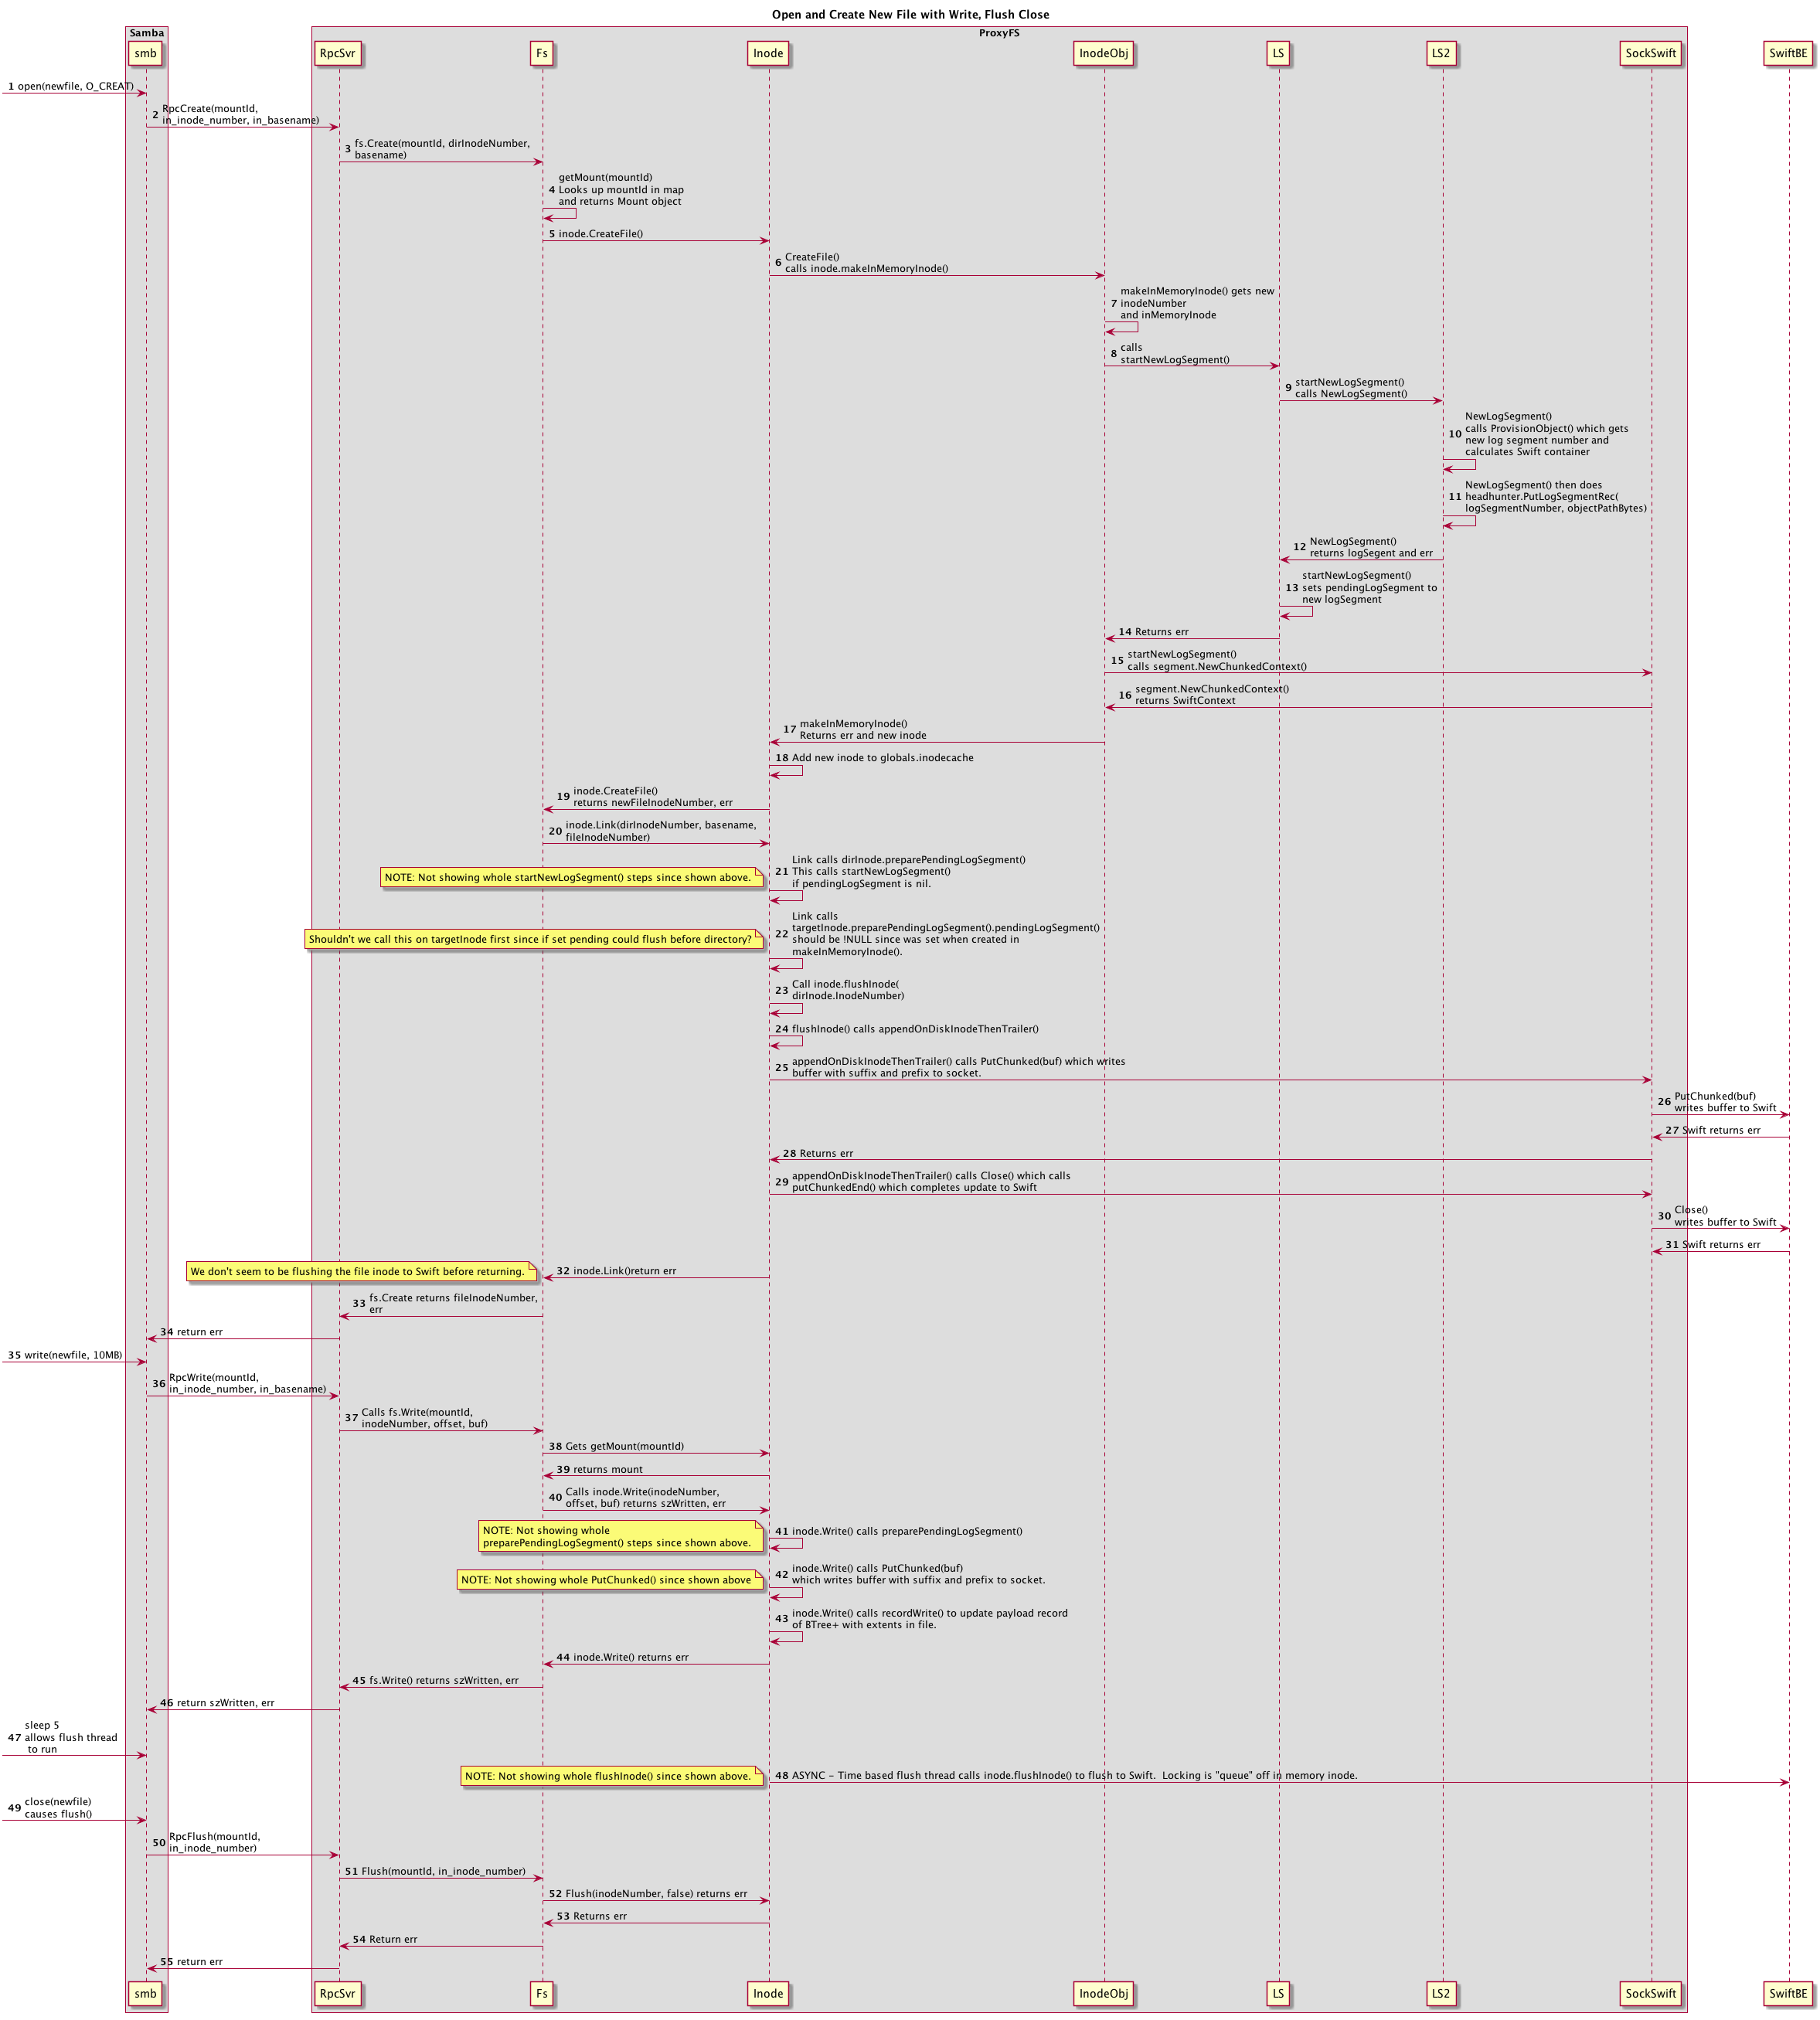 Open and Create New File with Write, Flush Close
Samba
ProxyFS
smb
RpcSvr
Fs
Inode
InodeObj
LS
LS2
SockSwift
SwiftBE
1 open(newfile, O_CREAT)
2 RpcCreate(mountId,
in_inode_number, in_basename)
3 fs.Create(mountId, dirInodeNumber,
basename)
4 getMount(mountId)
Looks up mountId in map
and returns Mount object
5 inode.CreateFile()
6 CreateFile()
calls inode.makeInMemoryInode()
7 makeInMemoryInode() gets new
inodeNumber
and inMemoryInode
8 calls
startNewLogSegment()
9 startNewLogSegment()
calls NewLogSegment()
10 NewLogSegment()
calls ProvisionObject() which gets
new log segment number and
calculates Swift container
11 NewLogSegment() then does
headhunter.PutLogSegmentRec(
logSegmentNumber, objectPathBytes)
12 NewLogSegment()
returns logSegent and err
13 startNewLogSegment()
sets pendingLogSegment to
new logSegment
14 Returns err
15 startNewLogSegment()
calls segment.NewChunkedContext()
16 segment.NewChunkedContext()
returns SwiftContext
17 makeInMemoryInode()
Returns err and new inode
18 Add new inode to globals.inodecache
19 inode.CreateFile()
returns newFileInodeNumber, err
20 inode.Link(dirInodeNumber, basename,
fileInodeNumber)
NOTE: Not showing whole startNewLogSegment() steps since shown above.
21 Link calls dirInode.preparePendingLogSegment()
This calls startNewLogSegment()
if pendingLogSegment is nil.
Shouldn't we call this on targetInode first since if set pending could flush before directory?
22 Link calls
targetInode.preparePendingLogSegment().pendingLogSegment()
should be !NULL since was set when created in
makeInMemoryInode().
23 Call inode.flushInode(
dirInode.InodeNumber)
24 flushInode() calls appendOnDiskInodeThenTrailer()
25 appendOnDiskInodeThenTrailer() calls PutChunked(buf) which writes
buffer with suffix and prefix to socket.
26 PutChunked(buf)
writes buffer to Swift
27 Swift returns err
28 Returns err
29 appendOnDiskInodeThenTrailer() calls Close() which calls
putChunkedEnd() which completes update to Swift
30 Close()
writes buffer to Swift
31 Swift returns err
We don't seem to be flushing the file inode to Swift before returning.
32 inode.Link()return err
33 fs.Create returns fileInodeNumber,
err
34 return err
35 write(newfile, 10MB)
36 RpcWrite(mountId,
in_inode_number, in_basename)
37 Calls fs.Write(mountId,
inodeNumber, offset, buf)
38 Gets getMount(mountId)
39 returns mount
40 Calls inode.Write(inodeNumber,
offset, buf) returns szWritten, err
NOTE: Not showing whole
preparePendingLogSegment() steps since shown above.
41 inode.Write() calls preparePendingLogSegment()
NOTE: Not showing whole PutChunked() since shown above
42 inode.Write() calls PutChunked(buf)
which writes buffer with suffix and prefix to socket.
43 inode.Write() calls recordWrite() to update payload record
of BTree+ with extents in file.
44 inode.Write() returns err
45 fs.Write() returns szWritten, err
46 return szWritten, err
47 sleep 5
allows flush thread
to run
NOTE: Not showing whole flushInode() since shown above.
48 ASYNC - Time based flush thread calls inode.flushInode() to flush to Swift.  Locking is "queue" off in memory inode.
49 close(newfile)
causes flush()
50 RpcFlush(mountId,
in_inode_number)
51 Flush(mountId, in_inode_number)
52 Flush(inodeNumber, false) returns err
53 Returns err
54 Return err
55 return err
smb
RpcSvr
Fs
Inode
InodeObj
LS
LS2
SockSwift
SwiftBE